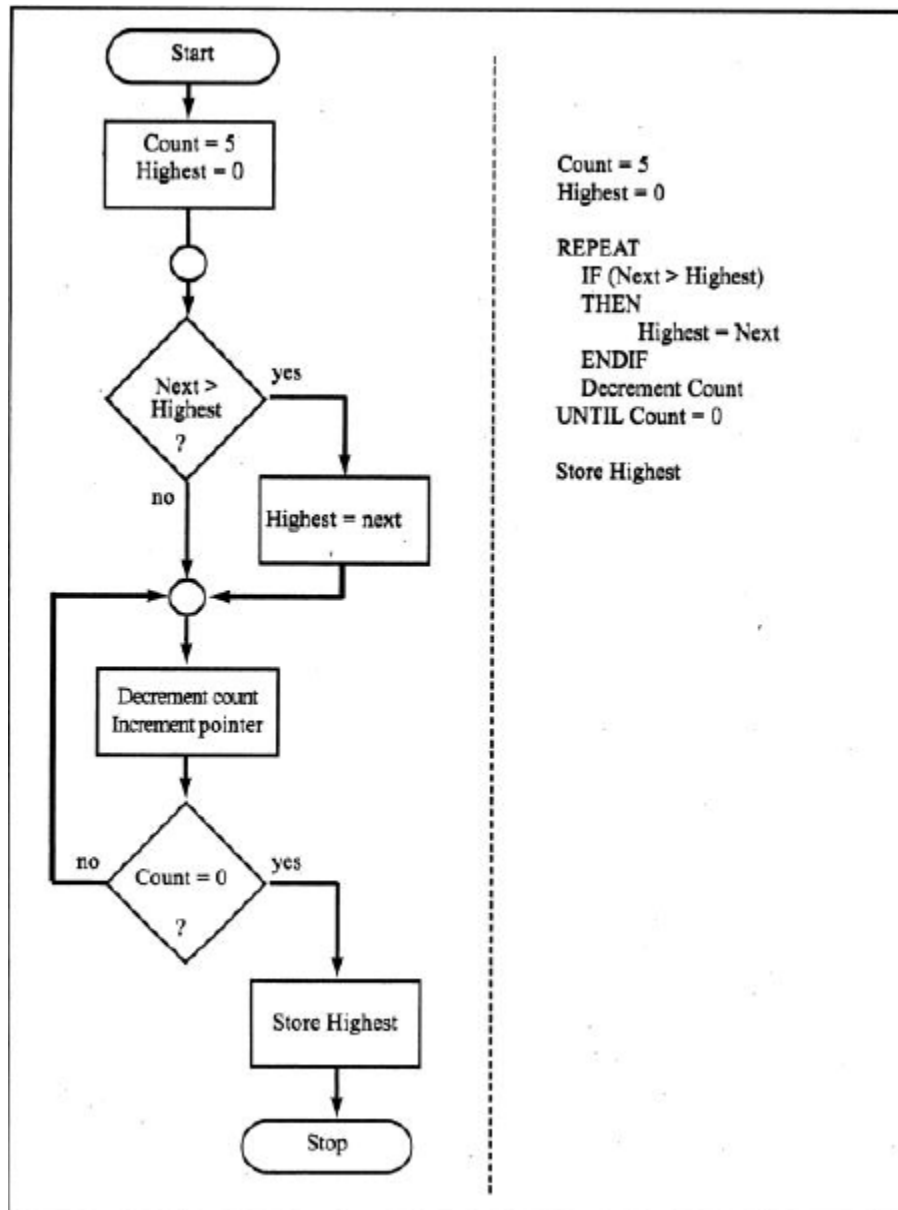 Start
Count = 5
Highest = 0
Next >
Highest
?
yes
no
Highest = next
Decrement count
Increment pointer
Count = 0
?
no
yes
Store Highest
Stop
Count = 5
Highest = 0
REPEAT
IF (Next > Highest)
THEN
Highest = Next
ENDIF
Decrement Count
UNTIL Count = 0
Store Highest